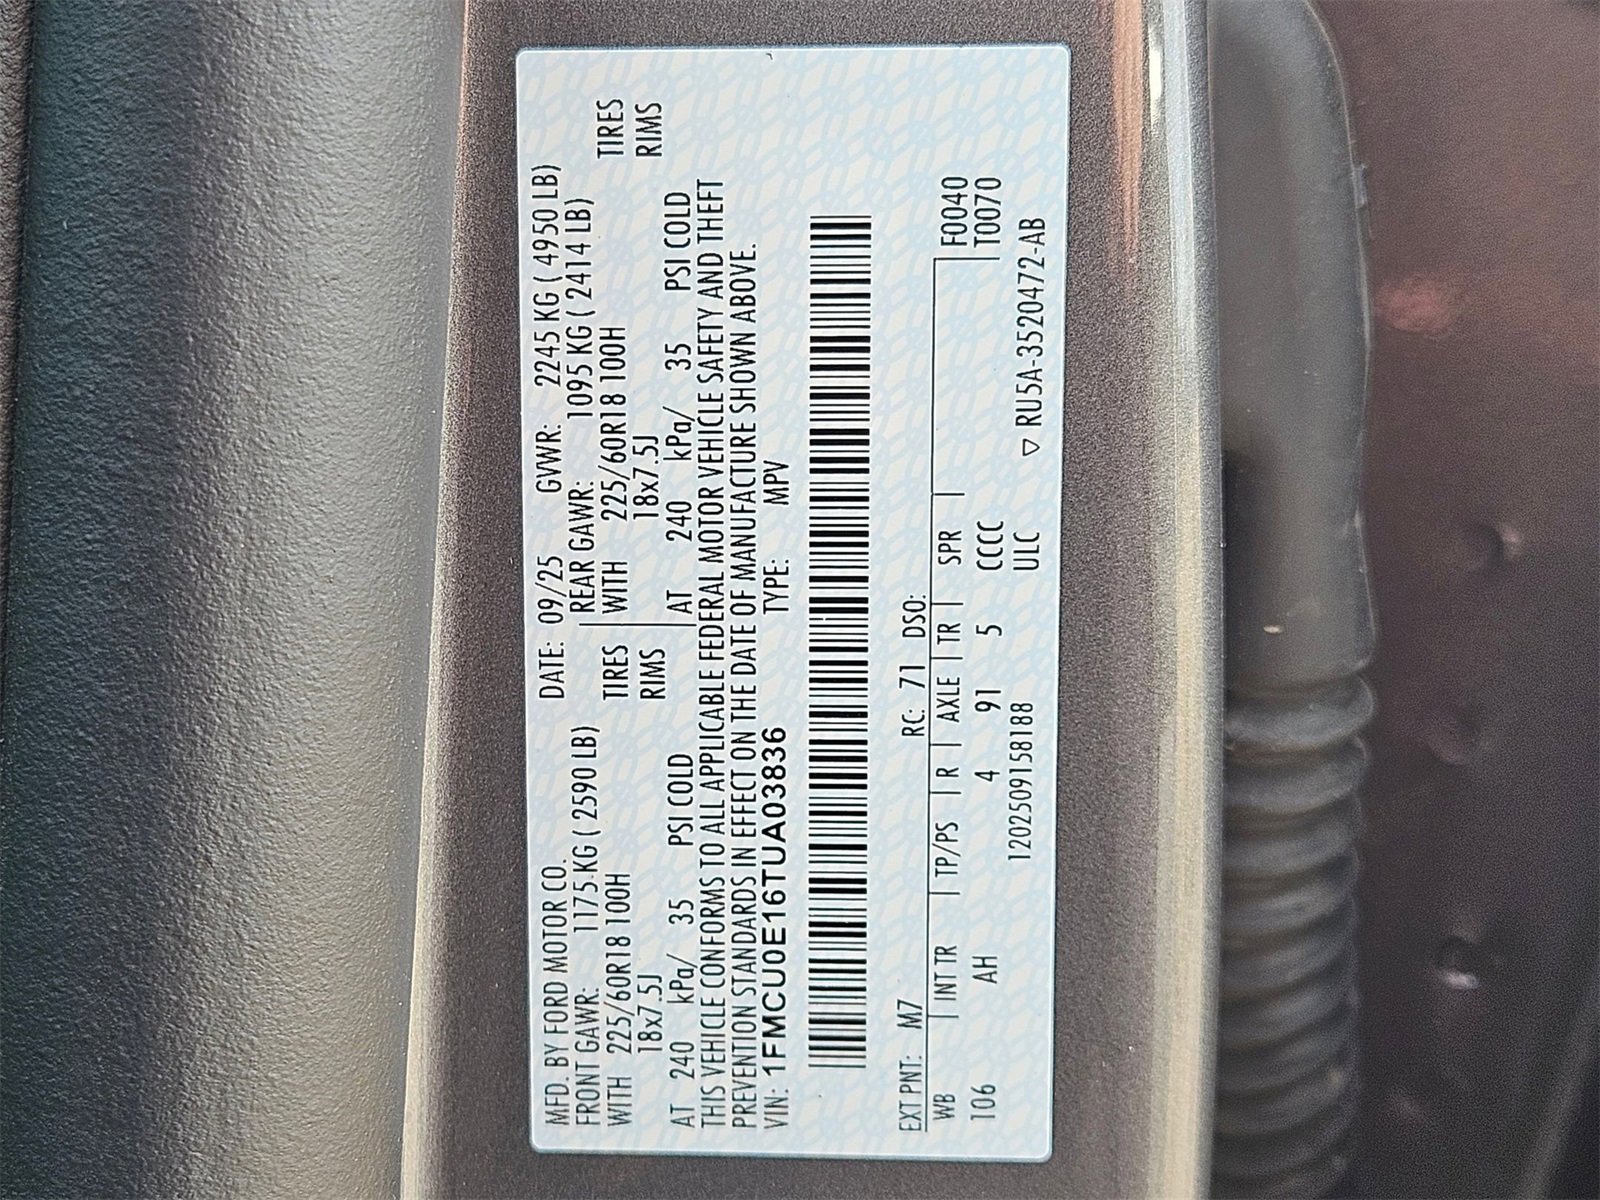 MFD. BY FORD MOTOR CO. DATE: 09/25 GVWR: 2245 KG ( 4950 LB)
FRONT GAWR: 1175 KG ( 2590 LB) REAR GAWR: 1095 KG ( 2414 LB)
WITH 225/60R18 100H TIRES WITH 225/60R18 100H TIRES
18x7.5J RIMS 18x7.5J RIMS
AT 240 kPa/ 35 PSI COLD AT 240 kPa/ 35 PSI COLD
THIS VEHICLE CONFORMS TO ALL APPLICABLE FEDERAL MOTOR VEHICLE SAFETY AND THEFT
PREVENTION STANDARDS IN EFFECT ON THE DATE OF MANUFACTURE SHOWN ABOVE.
VIN: 1FMCU0E16TUA03836 TYPE: MPV
EXT PNT: M7 RC: 71 DSO:
WB INT TR TP/PS R AXLE TR SPR F0040
106 AH 4 91 5 CCCC T0070
1202509158188 ULC ▽ RU5A-3520472-AB